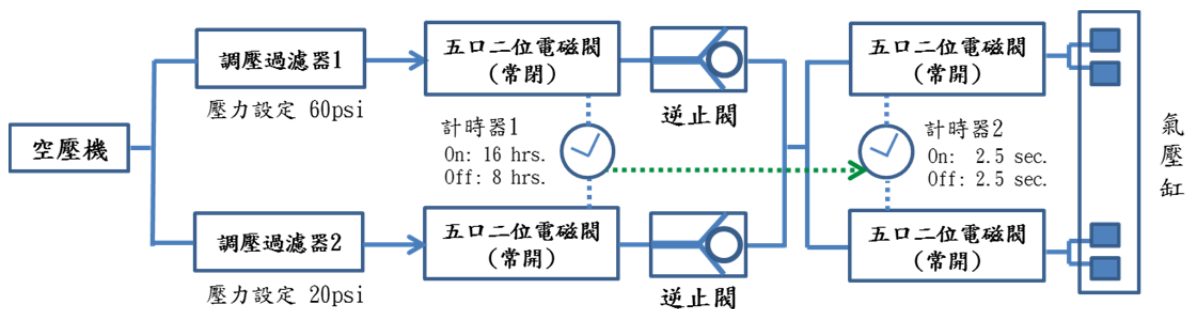 空壓機
調壓過濾器1
壓力設定 60psi
五口二位電磁閥
(常閉)
逆止閥
五口二位電磁閥
(常開)
計時器1
On: 16 hrs.
Off: 8 hrs.
計時器2
On: 2.5 sec.
Off: 2.5 sec.
氣壓缸
調壓過濾器2
壓力設定 20psi
五口二位電磁閥
(常開)
逆止閥
五口二位電磁閥
(常開)